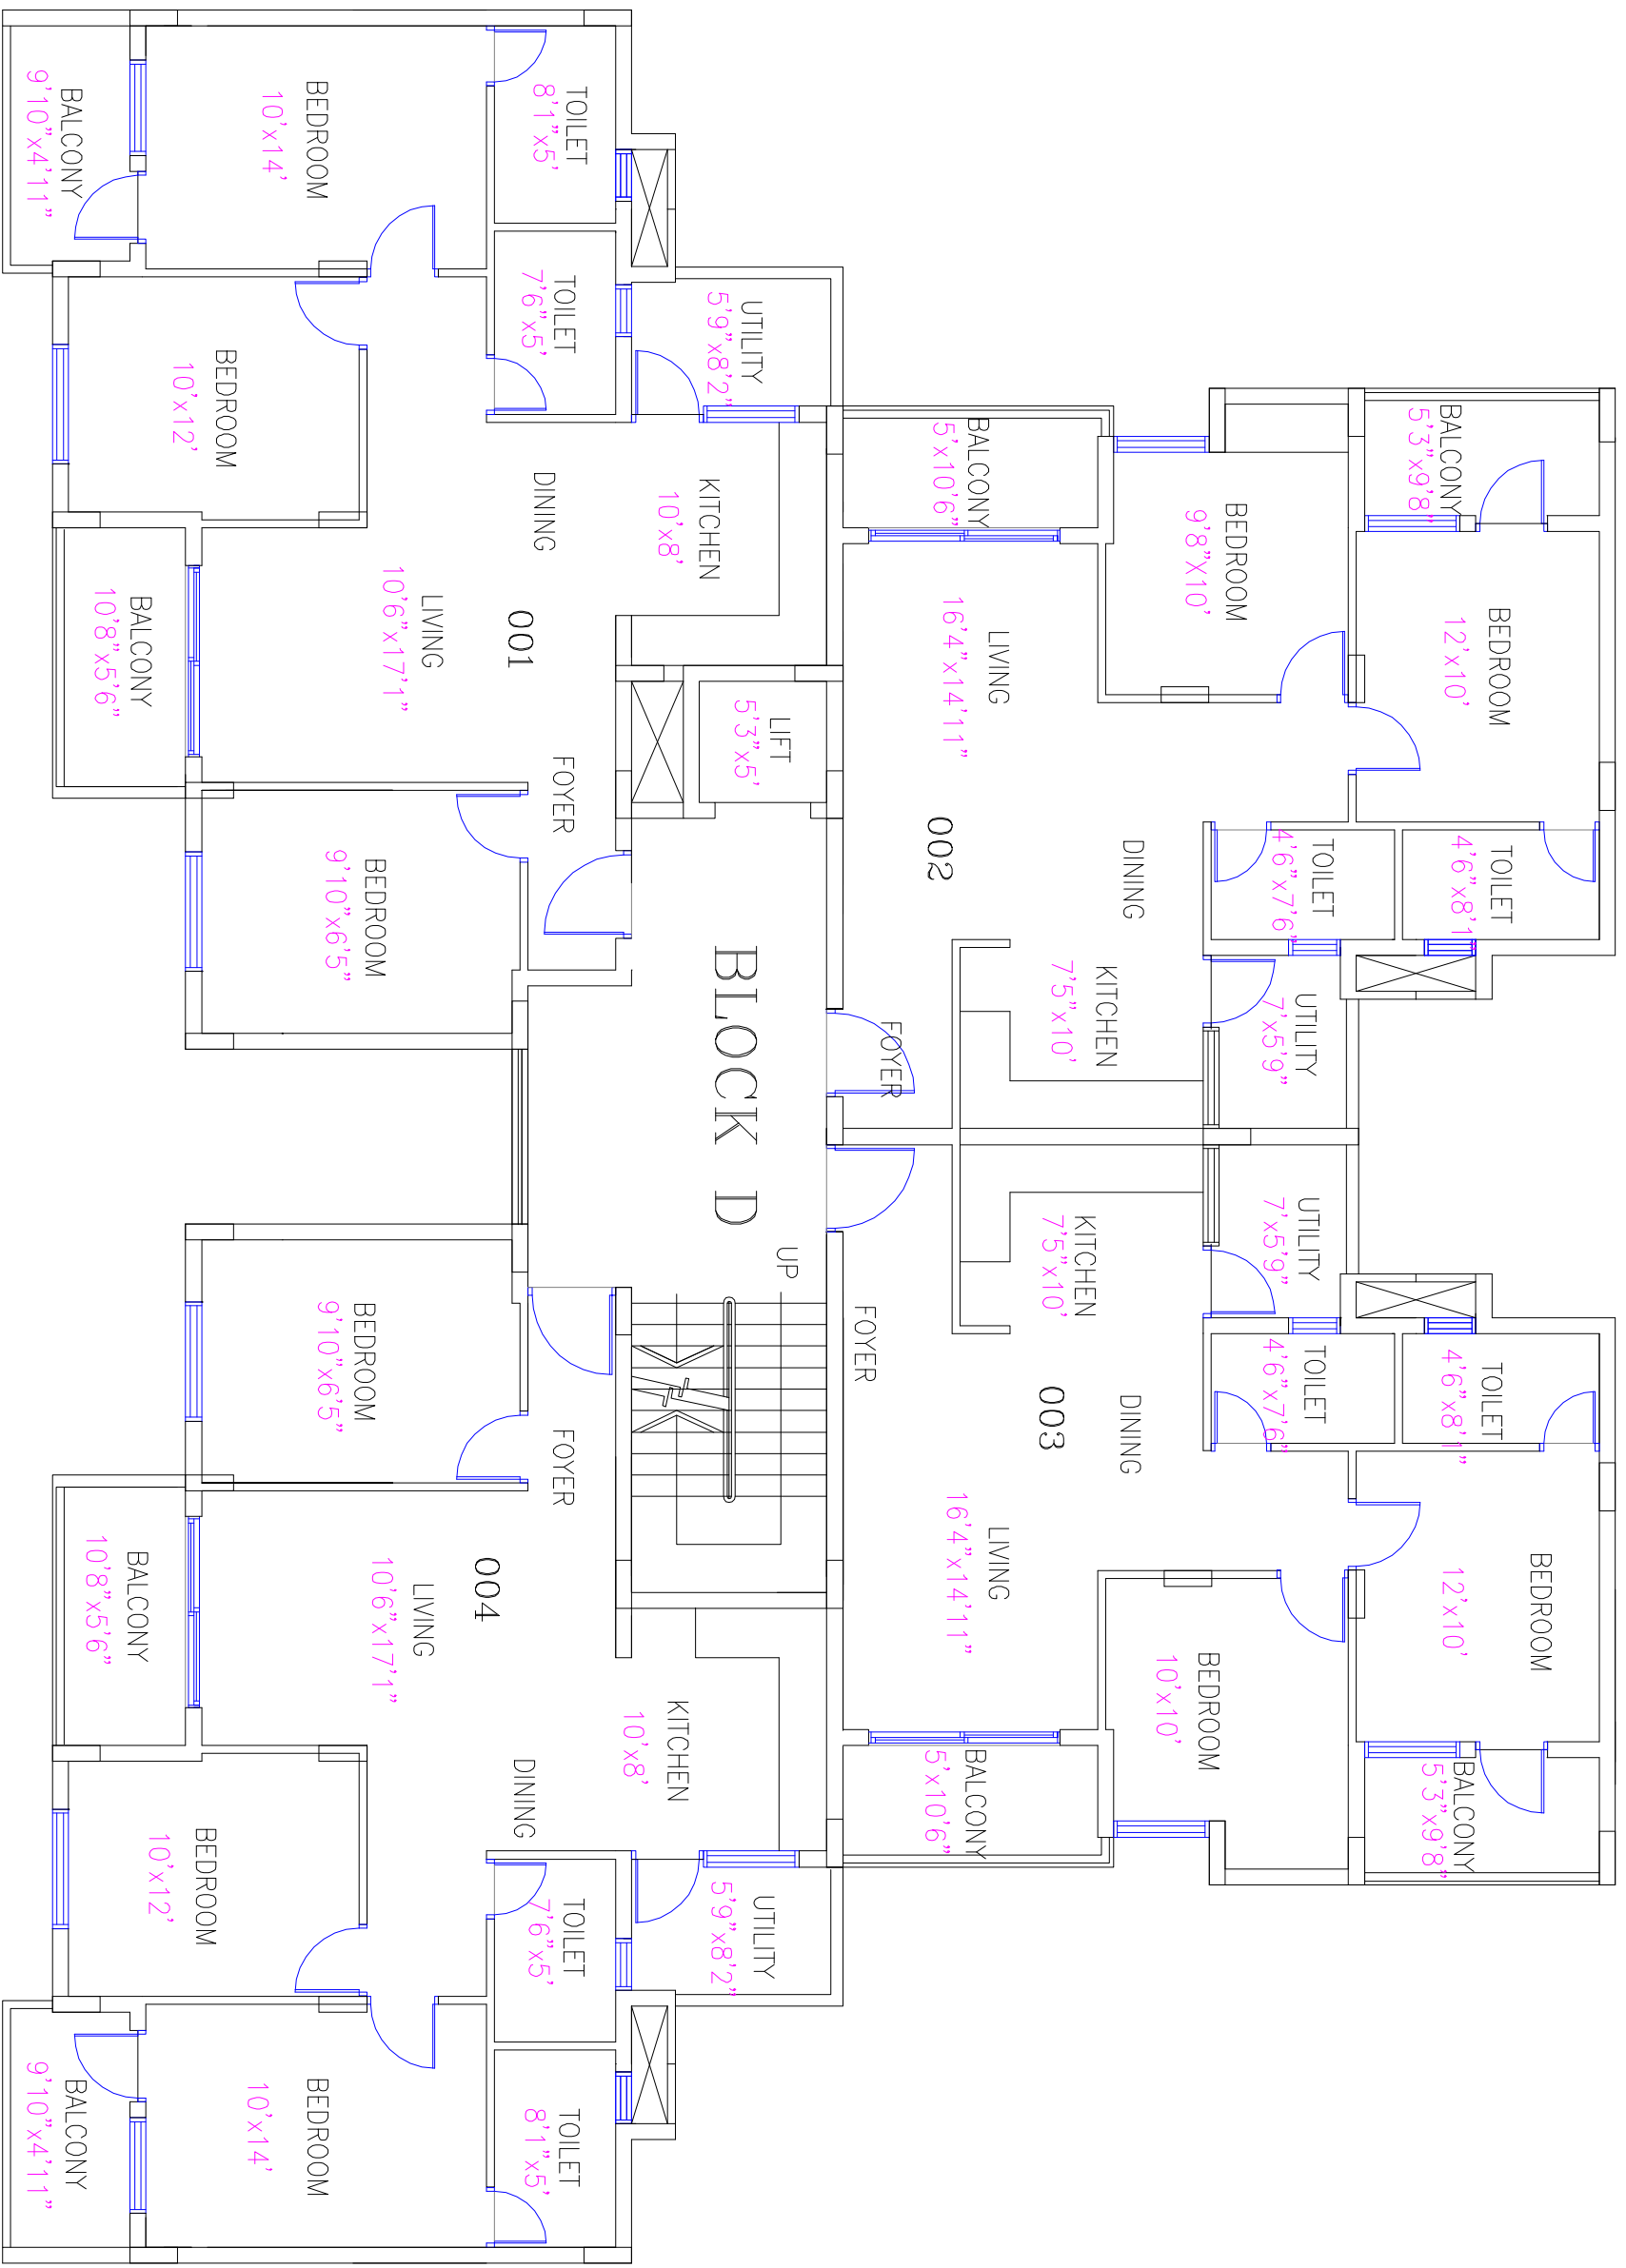 TOILET
8'1"x5'
BEDROOM
10'x14'
BALCONY
9'10"x4'11"
UTILITY
5'9"x8'2"
TOILET
7'6"x5'
BEDROOM
10'x12'
KITCHEN
10'x8'
DINING
001
LIVING
10'6"x17'1"
BALCONY
10'8"x5'6"
LIFT
5'3"x5'
FOYER
BEDROOM
9'10"x6'5"
BALCONY
5'3"x9'8"
BALCONY
5'x10'6"
BEDROOM
9'8"X10'
BEDROOM
12'x10'
LIVING
16'4"x14'11"
002
DINING
TOILET
4'6"x7'6"
TOILET
4'6"x8'1"
KITCHEN
7'5"x10'
UTILITY
7'x5'9"
FOYER
BLOCK D
UP
UTILITY
7'x5'9"
KITCHEN
7'5"x10'
TOILET
4'6"x7'6"
TOILET
4'6"x8'1"
FOYER
003
DINING
LIVING
16'4"x14'11"
BEDROOM
12'x10'
BEDROOM
10'x10'
BALCONY
5'x10'6"
BALCONY
5'3"x9'8"
BEDROOM
9'10"x6'5"
FOYER
004
LIVING
10'6"x17'1"
BALCONY
10'8"x5'6"
KITCHEN
10'x8'
DINING
BEDROOM
10'x12'
UTILITY
5'9"x8'2"
TOILET
7'6"x5'
TOILET
8'1"x5'
BEDROOM
10'x14'
BALCONY
9'10"x4'11"